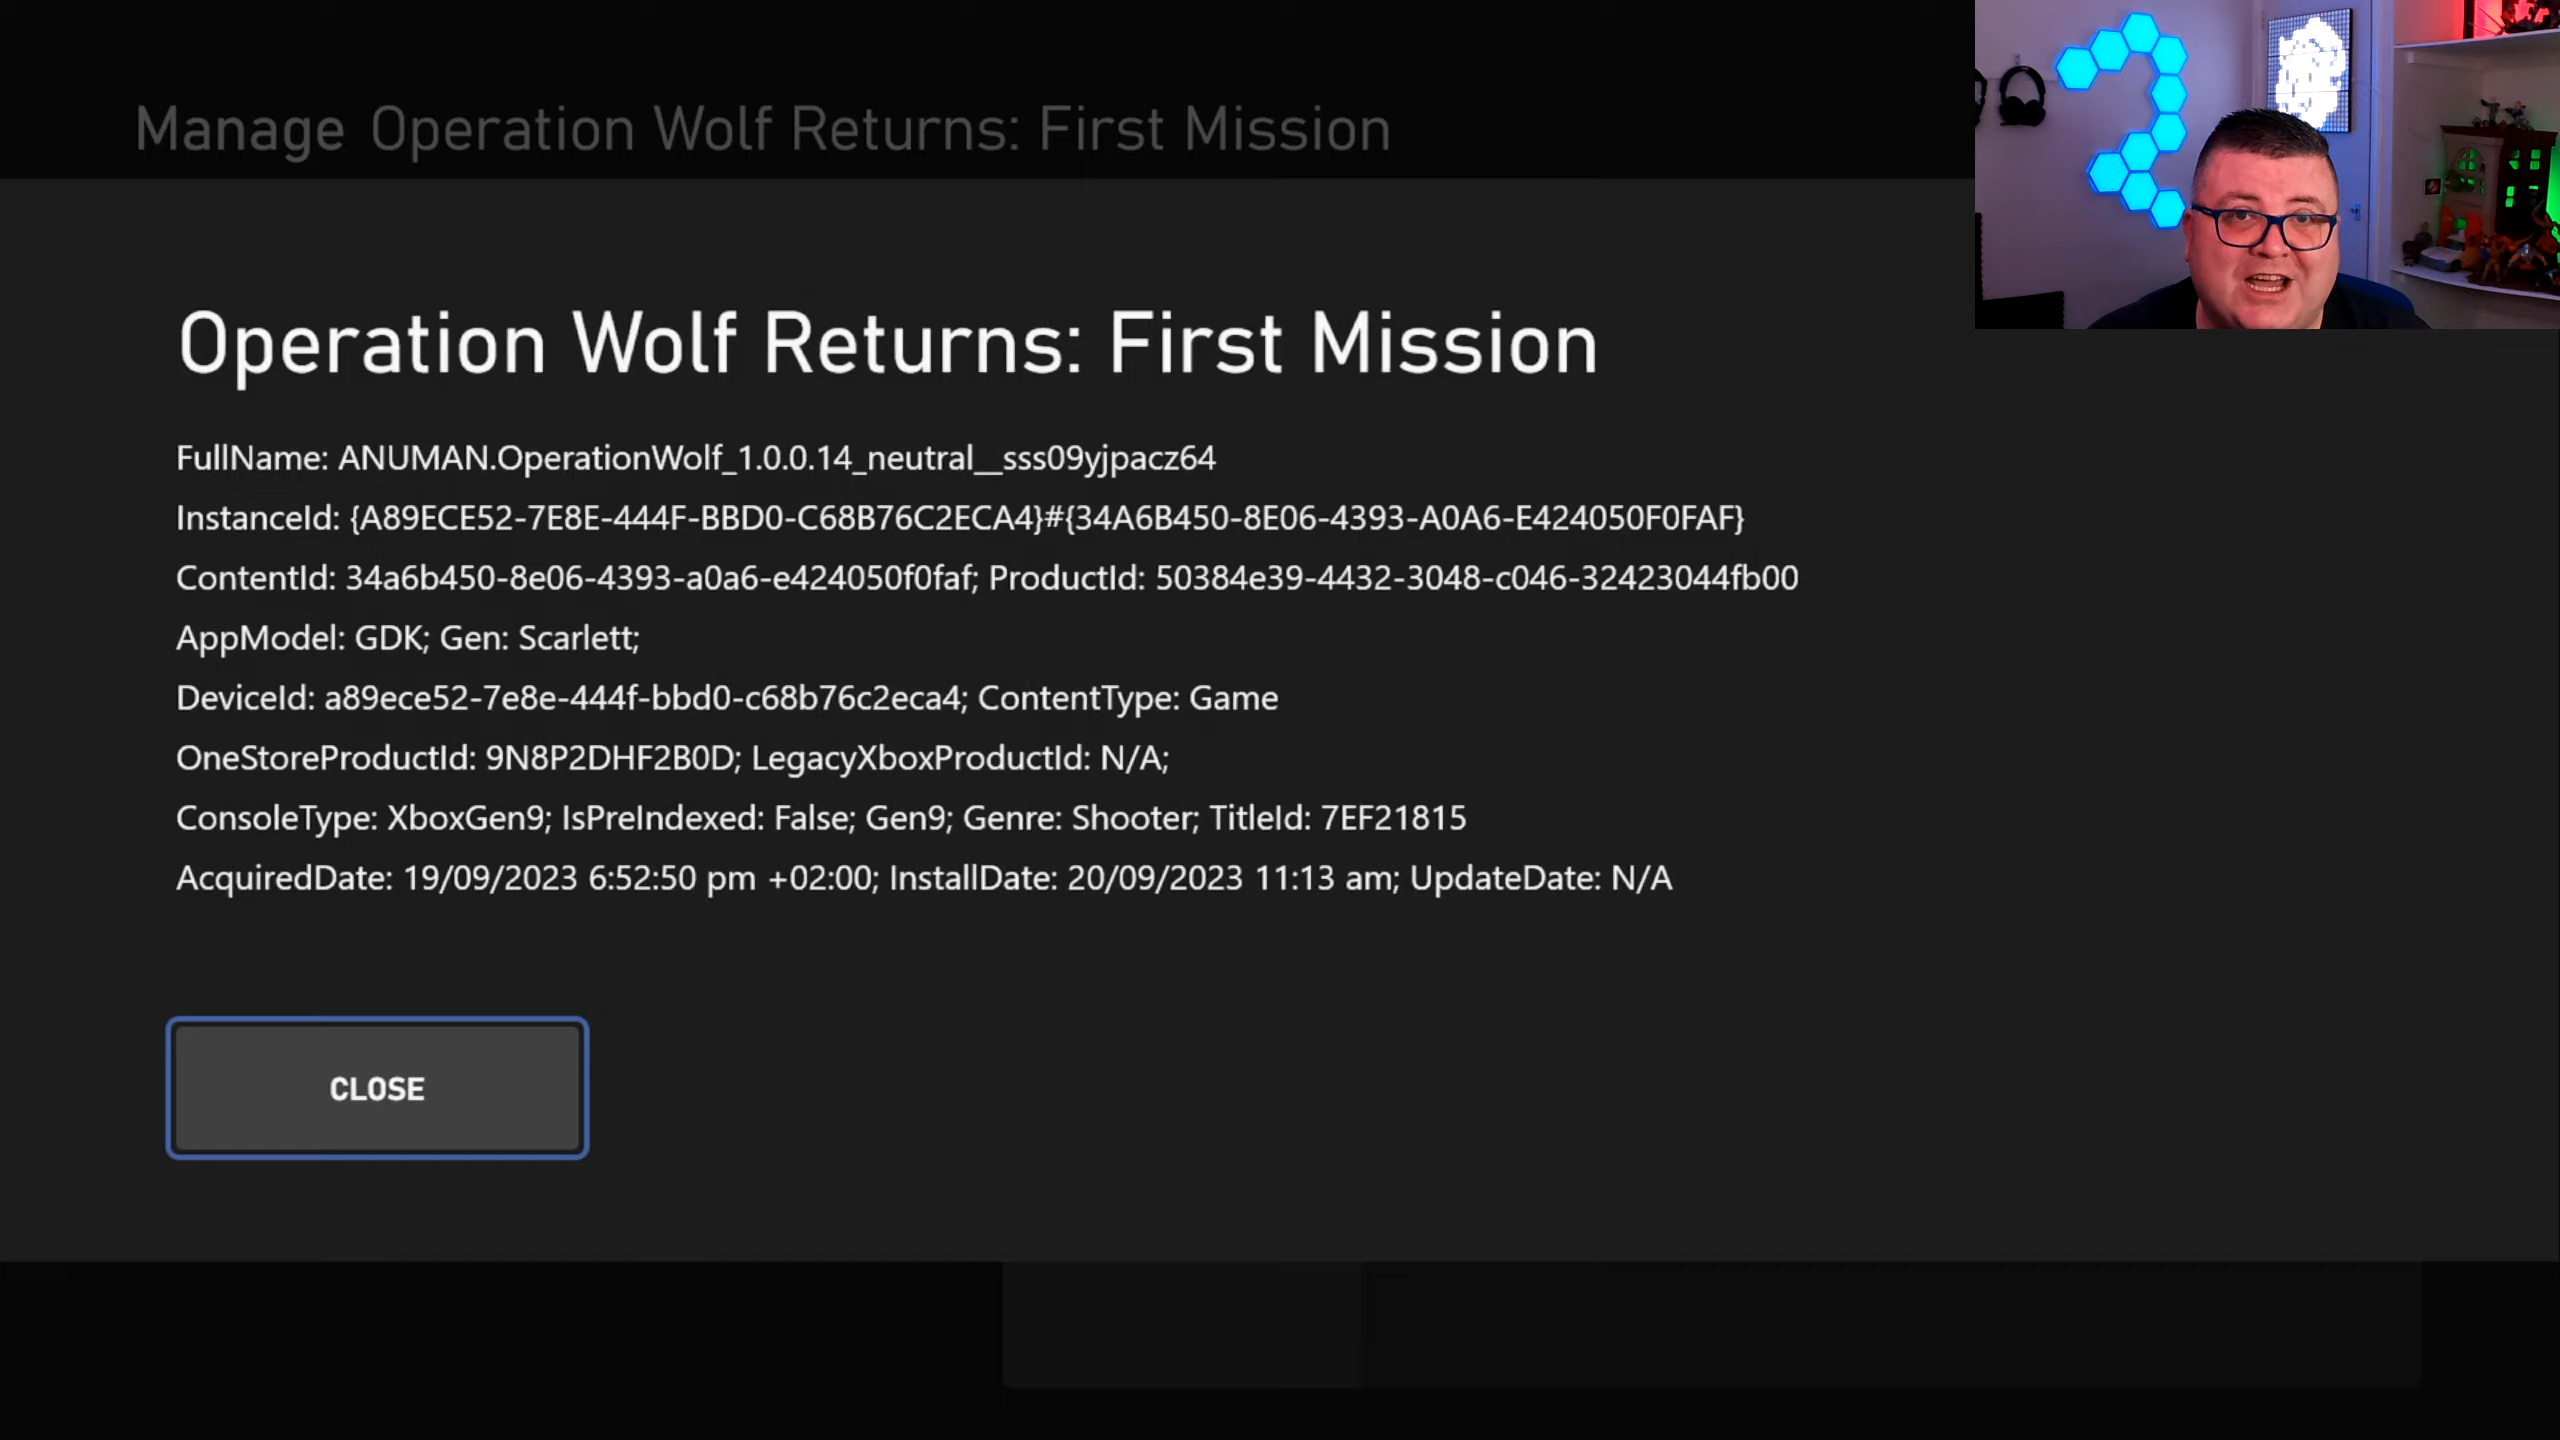 Manage Operation Wolf Returns: First Mission
Operation Wolf Returns: First Mission
FullName: ANUMAN.OperationWolf_1.0.0.14_neutral__sss09yjpacz64
InstanceId: {A89ECE52-7E8E-444F-BBD0-C68B76C2ECA4}#{34A6B450-8E06-4393-A0A6-E424050F0FAF}
ContentId: 34a6b450-8e06-4393-a0a6-e424050f0faf; ProductId: 50384e39-4432-3048-c046-32423044fb00
AppModel: GDK; Gen: Scarlett;
DeviceId: a89ece52-7e8e-444f-bbd0-c68b76c2eca4; ContentType: Game
OneStoreProductId: 9N8P2DHF2B0D; LegacyXboxProductId: N/A;
ConsoleType: XboxGen9; IsPreIndexed: False; Gen9; Genre: Shooter; TitleId: 7EF21815
AcquiredDate: 19/09/2023 6:52:50 pm +02:00; InstallDate: 20/09/2023 11:13 am; UpdateDate: N/A
CLOSE